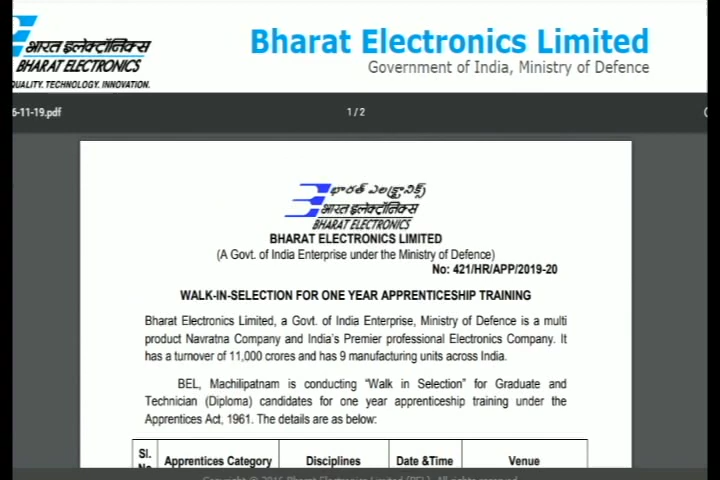 भारत इलेक्ट्रॉनिक्स
BHARAT ELECTRONICS
QUALITY. TECHNOLOGY. INNOVATION.
Bharat Electronics Limited
Government of India, Ministry of Defence
6-11-19.pdf
1 / 2
భారత్ ఎలక్ట్రానిక్స్
भारत इलेक्ट्रॉनिक्स
BHARAT ELECTRONICS
BHARAT ELECTRONICS LIMITED
(A Govt. of India Enterprise under the Ministry of Defence)
No: 421/HR/APP/2019-20
WALK-IN-SELECTION FOR ONE YEAR APPRENTICESHIP TRAINING
Bharat Electronics Limited, a Govt. of India Enterprise, Ministry of Defence is a multi
product Navratna Company and India's Premier professional Electronics Company. It
has a turnover of 11,000 crores and has 9 manufacturing units across India.
BEL, Machilipatnam is conducting "Walk in Selection" for Graduate and
Technician (Diploma) candidates for one year apprenticeship training under the
Apprentices Act, 1961. The details are as below:
Sl. Apprentices Category Disciplines Date &Time Venue